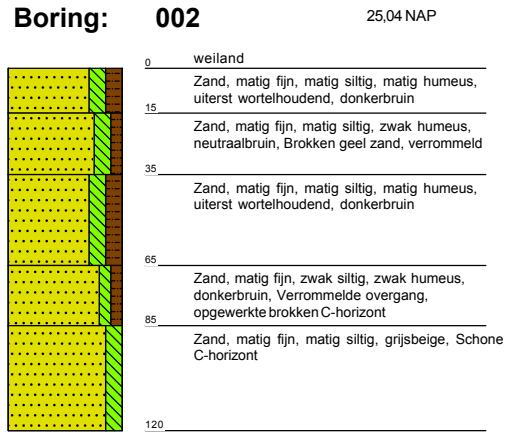 Boring: 002 25,04 NAP
0 weiland
Zand, matig fijn, matig siltig, matig humeus,
uiterst wortelhoudend, donkerbruin
15
Zand, matig fijn, matig siltig, zwak humeus,
neutraalbruin, Brokken geel zand, verrommeld
35
Zand, matig fijn, matig siltig, matig humeus,
uiterst wortelhoudend, donkerbruin
65
Zand, matig fijn, zwak siltig, zwak humeus,
donkerbruin, Verrommelde overgang,
opgewerkte brokken C-horizont
85
Zand, matig fijn, matig siltig, grijsbeige, Schone
C-horizont
120